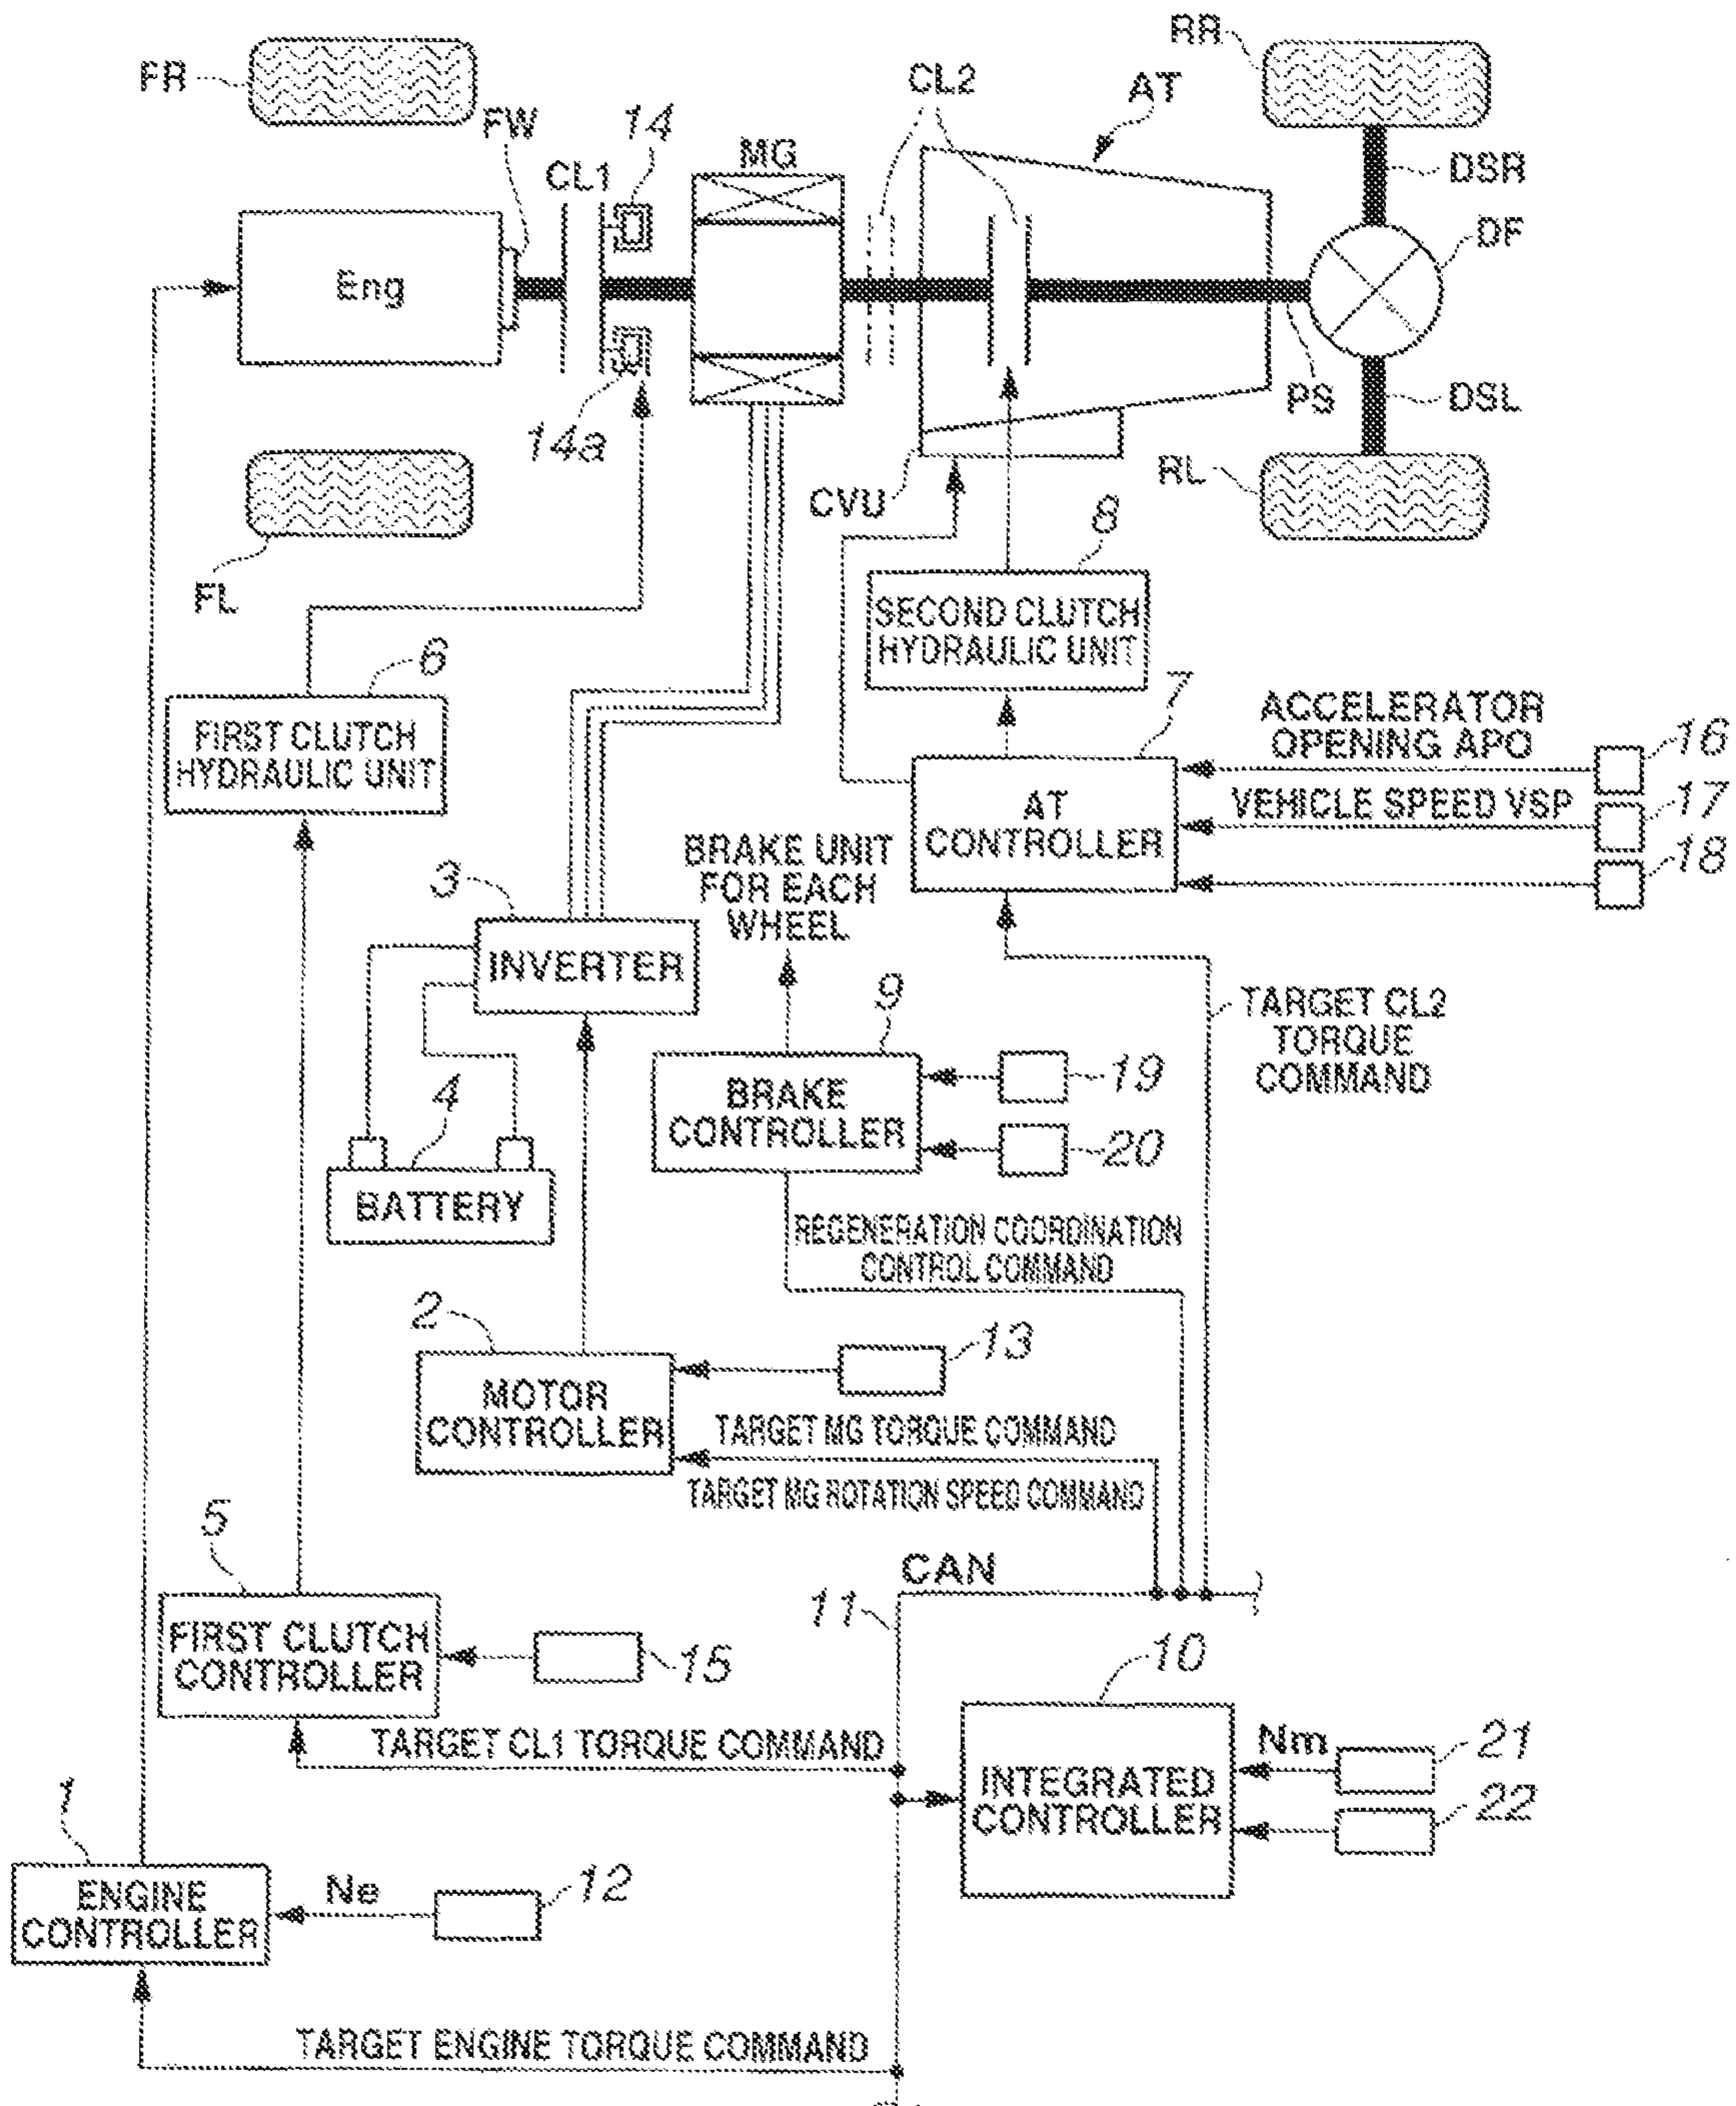 RR
FR
CL2
AT
FW
14
MG
CL1
DSR
DF
Eng
PS
DSL
14a
RL
CVU
8
FL
SECOND CLUTCH
HYDRAULIC UNIT
6
7
ACCELERATOR
OPENING APO
16
FIRST CLUTCH
HYDRAULIC UNIT
VEHICLE SPEED VSP
17
AT
CONTROLLER
18
BRAKE UNIT
FOR EACH
WHEEL
3
INVERTER
9
TARGET CL2
TORQUE
COMMAND
19
BRAKE
CONTROLLER
4
20
BATTERY
REGENERATION COORDINATION
CONTROL COMMAND
2
13
MOTOR
CONTROLLER
TARGET MG TORQUE COMMAND
TARGET MG ROTATION SPEED COMMAND
5
CAN
11
FIRST CLUTCH
CONTROLLER
15
10
TARGET CL1 TORQUE COMMAND
Nm
21
INTEGRATED
CONTROLLER
22
1
ENGINE
CONTROLLER
Ne
12
TARGET ENGINE TORQUE COMMAND